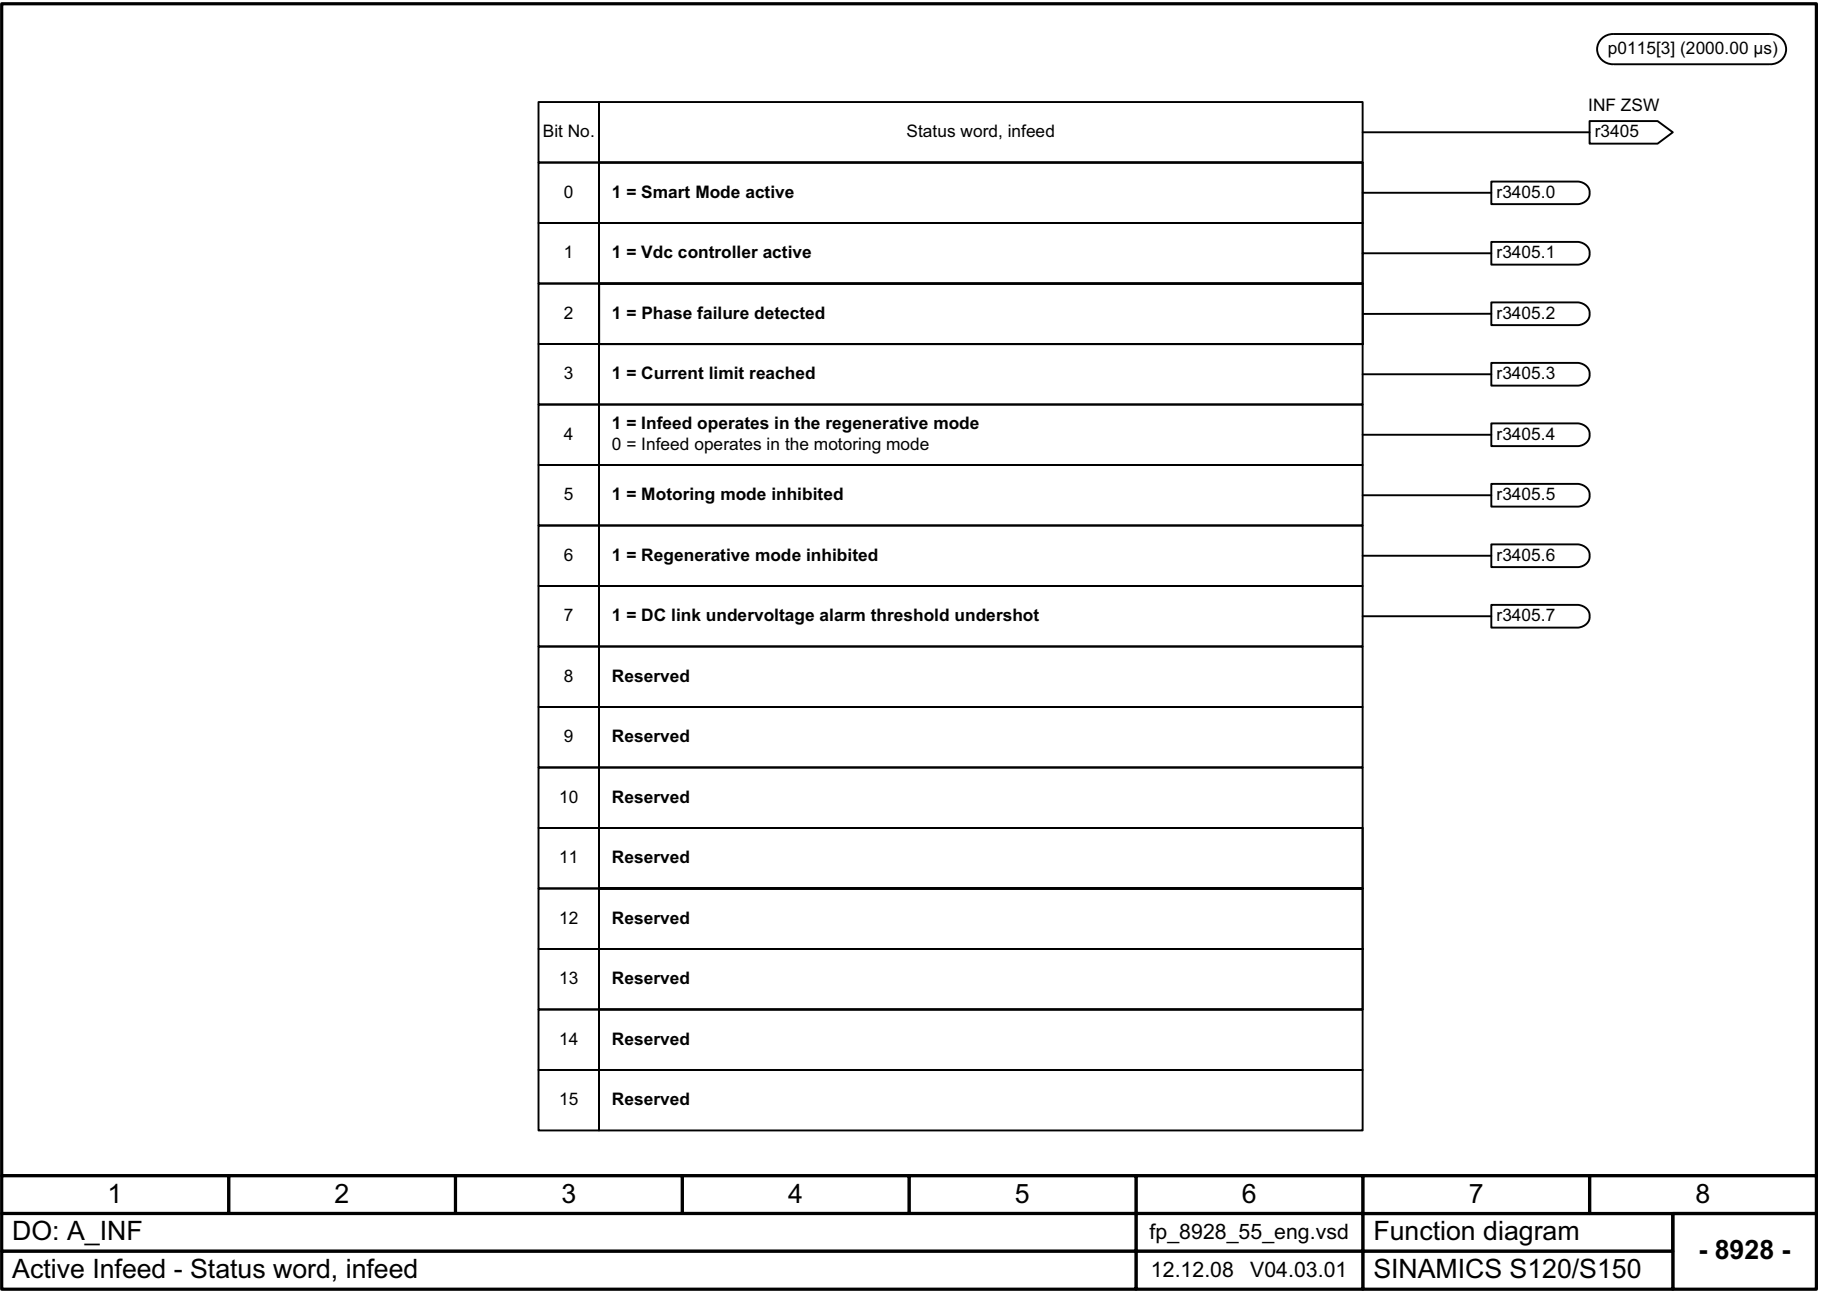 p0115[3] (2000.00 µs)
INF ZSW
Bit No. Status word, infeed r3405
0 1 = Smart Mode active r3405.0
1 1 = Vdc controller active r3405.1
2 1 = Phase failure detected r3405.2
3 1 = Current limit reached r3405.3
4 1 = Infeed operates in the regenerative mode
0 = Infeed operates in the motoring mode r3405.4
5 1 = Motoring mode inhibited r3405.5
6 1 = Regenerative mode inhibited r3405.6
7 1 = DC link undervoltage alarm threshold undershot r3405.7
8 Reserved
9 Reserved
10 Reserved
11 Reserved
12 Reserved
13 Reserved
14 Reserved
15 Reserved
1 2 3 4 5 6 7 8
DO: A_INF fp_8928_55_eng.vsd Function diagram
- 8928 -
Active Infeed - Status word, infeed 12.12.08 V04.03.01 SINAMICS S120/S150